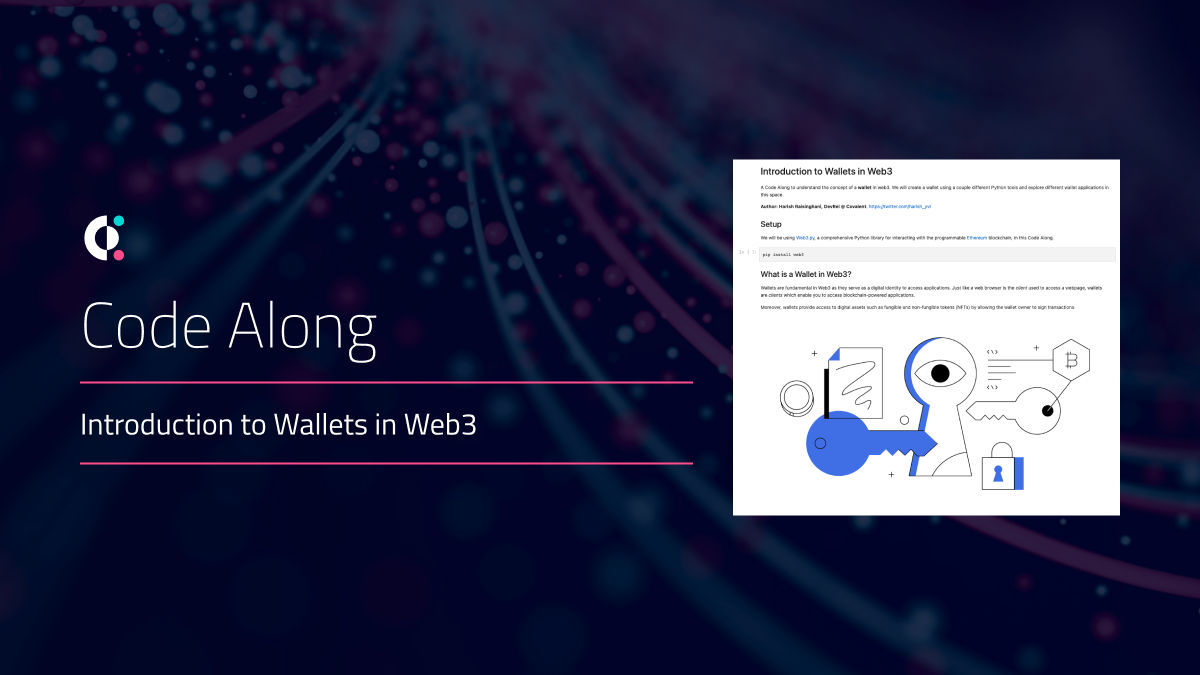 Code Along
Introduction to Wallets in Web3
Introduction to Wallets in Web3
A Code Along to understand the concept of a wallet in web3. We will create a wallet using a couple different Python tools and explore different wallet applications in
this space.
Author: Harish Raisinghani, DevRel @ Covalent. https://twitter.com/harish_yvr
Setup
We will be using Web3.py, a comprehensive Python library for interacting with the programmable Ethereum blockchain, in this Code Along.
In [ ]: pip install web3
What is a Wallet in Web3?
Wallets are fundamental in Web3 as they serve as a digital identity to access applications. Just like a web browser is the client used to access a webpage, wallets
are clients which enable you to access blockchain-powered applications.
Moreover, wallets provide access to digital assets such as fungible and non-fungible tokens (NFTs) by allowing the wallet owner to sign transactions.